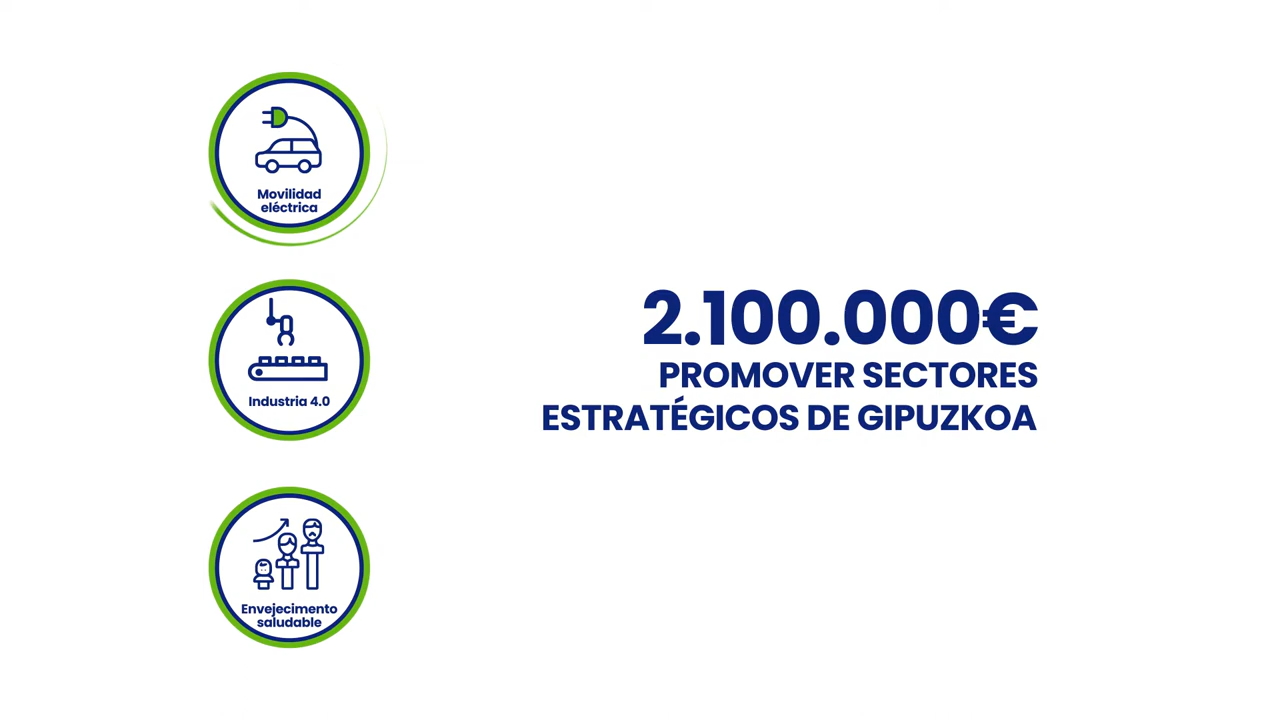 Movilidad
eléctrica
Industria 4.0
Envejecimento
saludable
2.100.000€
PROMOVER SECTORES
ESTRATÉGICOS DE GIPUZKOA